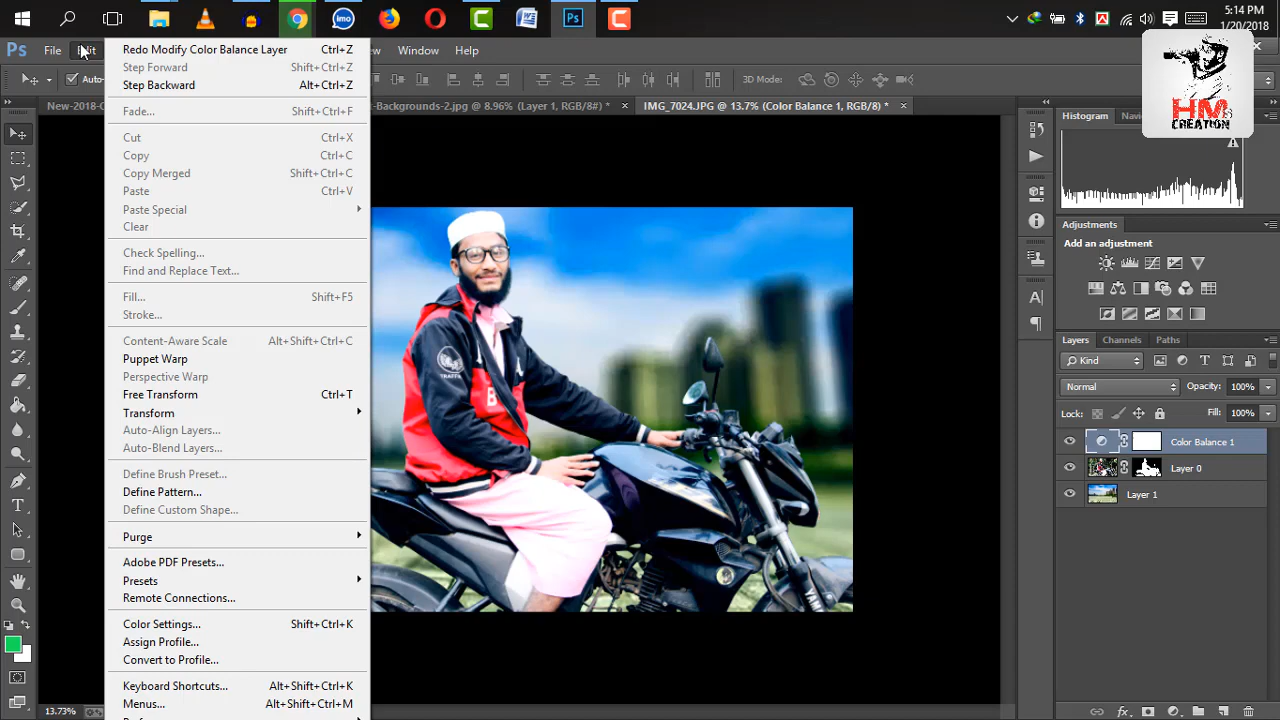 5:14 PM
1/20/2018
imo
W
Ps
Ps File Edit ew Window Help
Auto-
3D Mode:
New-2018-C
t-Backgrounds-2.jpg @ 8.96% (Layer 1, RGB/8#) ×
IMG_7024.JPG @ 13.7% (Color Balance 1, RGB/8) * ×
HM
CREATION
Redo Modify Color Balance Layer Ctrl+Z
Step Forward Shift+Ctrl+Z
Step Backward Alt+Ctrl+Z
Fade... Shift+Ctrl+F
Cut Ctrl+X
Copy Ctrl+C
Copy Merged Shift+Ctrl+C
Paste Ctrl+V
Paste Special
Clear
Check Spelling...
Find and Replace Text...
Fill... Shift+F5
Stroke...
Content-Aware Scale Alt+Shift+Ctrl+C
Puppet Warp
Perspective Warp
Free Transform Ctrl+T
Transform
Auto-Align Layers...
Auto-Blend Layers...
Define Brush Preset...
Define Pattern...
Define Custom Shape...
Purge
Adobe PDF Presets...
Presets
Remote Connections...
Color Settings... Shift+Ctrl+K
Assign Profile...
Convert to Profile...
Keyboard Shortcuts... Alt+Shift+Ctrl+K
Menus... Alt+Shift+Ctrl+M
TRAFFIC
B
YAMA
13.73%
Histogram
Adjustments
Add an adjustment
Layers Channels Paths
Kind
Normal Opacity: 100%
Lock: Fill: 100%
Color Balance 1
Layer 0
Layer 1